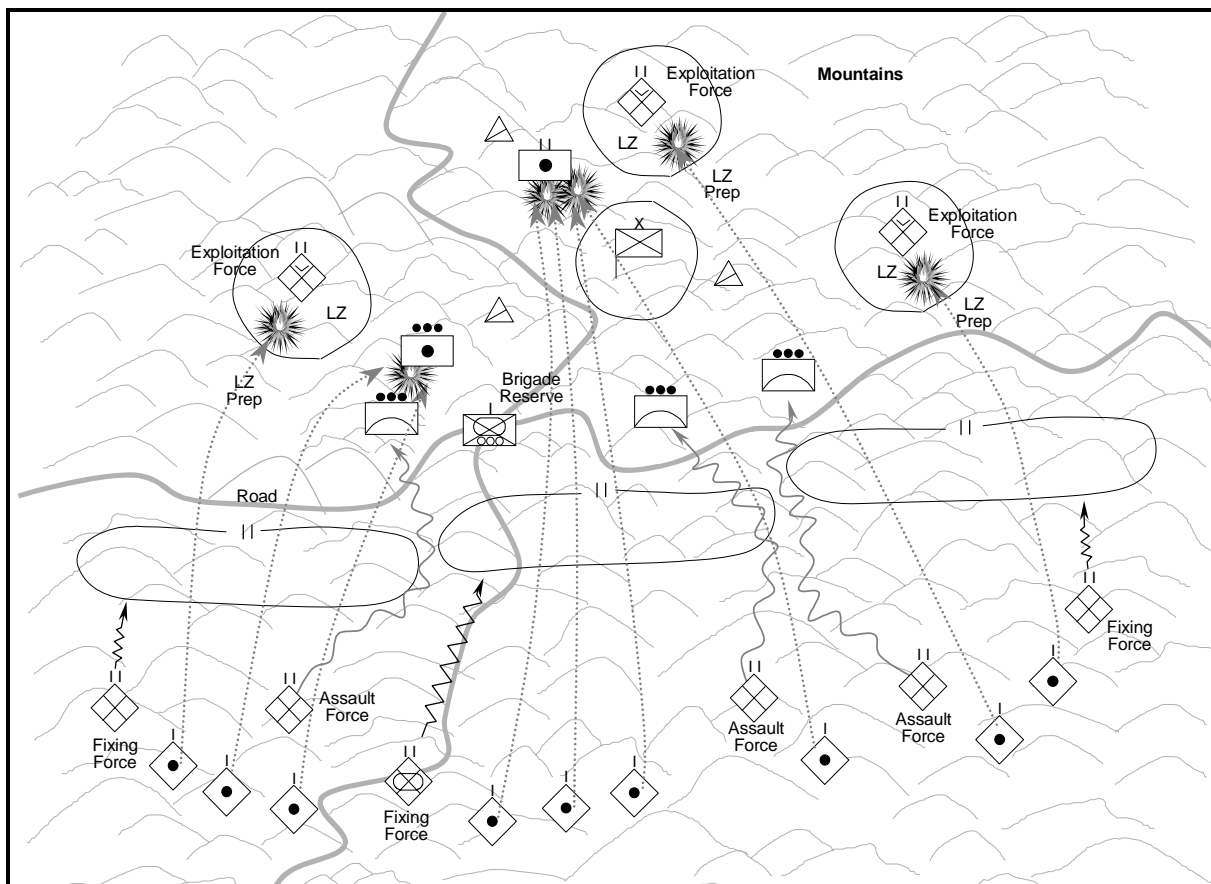 Exploitation
Force
LZ
Mountains
LZ
Prep
X
Exploitation
Force
LZ
LZ
Prep
Exploitation
Force
LZ
LZ
Prep
Brigade
Reserve
Road
Fixing
Force
Assault
Force
Assault
Force
Assault
Force
Fixing
Force
Fixing
Force